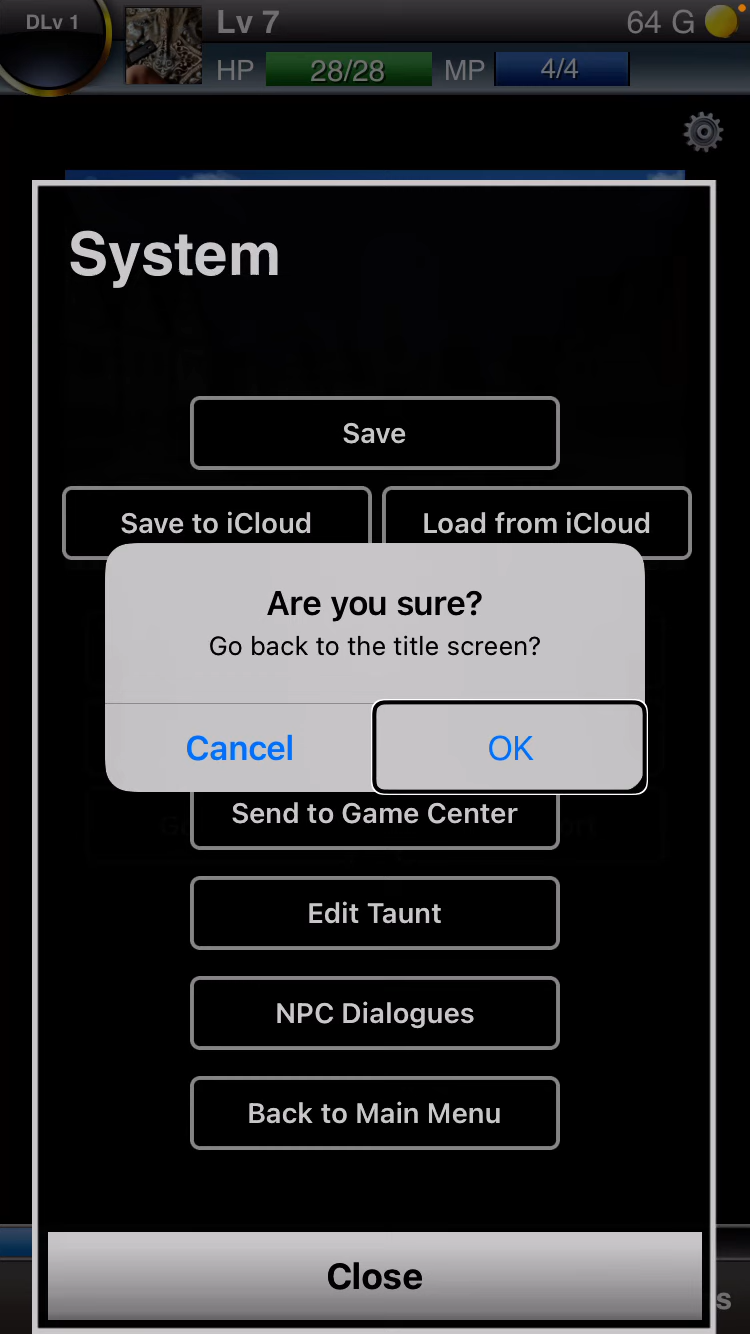 DLv 1
Lv 7
64 G
HP 28/28 MP 4/4
System
Save
Save to iCloud Load from iCloud
Are you sure?
Go back to the title screen?
Cancel OK
Send to Game Center
Edit Taunt
NPC Dialogues
Back to Main Menu
Close